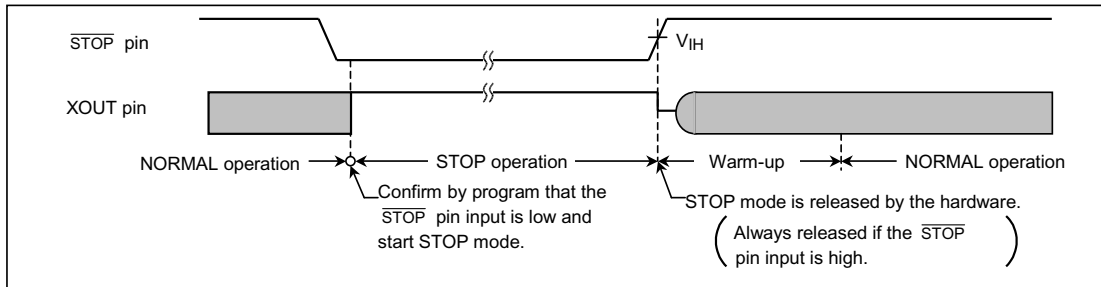 STOP pin
VIH
XOUT pin
NORMAL operation
STOP operation
Warm-up
NORMAL operation
Confirm by program that the
STOP pin input is low and
start STOP mode.
STOP mode is released by the hardware.
( Always released if the STOP
pin input is high. )